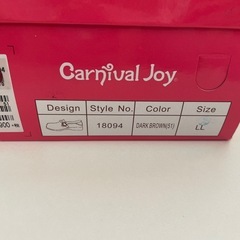 Carnival Joy
Design Style No. Color Size
18094 DARK BROWN(51) LL